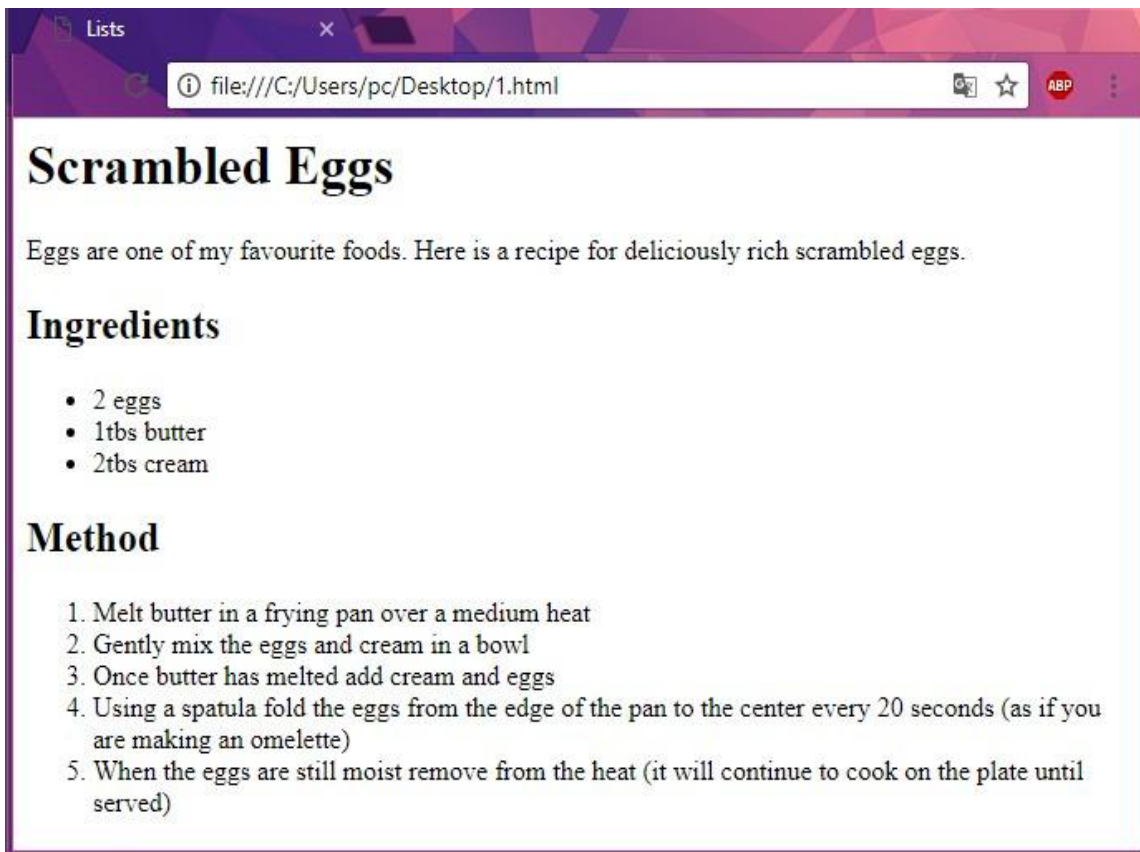 Lists
file:///C:/Users/pc/Desktop/1.html
ABP
Scrambled Eggs
Eggs are one of my favourite foods. Here is a recipe for deliciously rich scrambled eggs.
Ingredients
• 2 eggs
• 1tbs butter
• 2tbs cream
Method
1. Melt butter in a frying pan over a medium heat
2. Gently mix the eggs and cream in a bowl
3. Once butter has melted add cream and eggs
4. Using a spatula fold the eggs from the edge of the pan to the center every 20 seconds (as if you
are making an omelette)
5. When the eggs are still moist remove from the heat (it will continue to cook on the plate until
served)